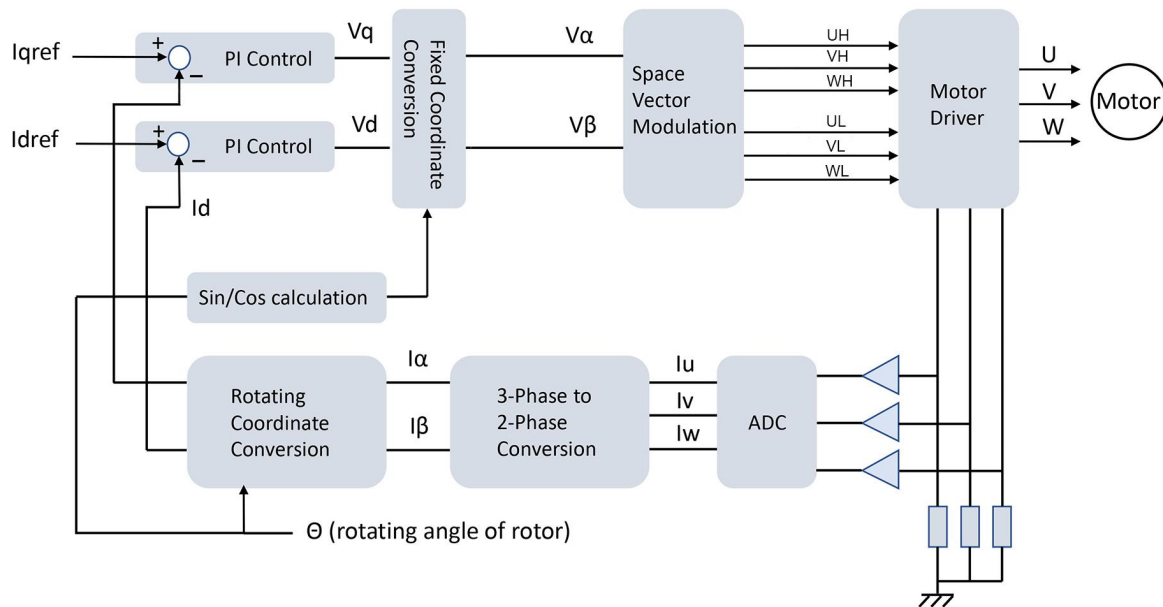 Iqref
+
−
PI Control
Vq
Fixed Coordinate
Conversion
Vα
Space
Vector
Modulation
UH
VH
WH
UL
VL
WL
Motor
Driver
U
V
W
Motor
Idref
+
−
PI Control
Vd
Vβ
Id
Sin/Cos calculation
Rotating
Coordinate
Conversion
Iα
Iβ
3-Phase to
2-Phase
Conversion
Iu
Iv
Iw
ADC
Θ (rotating angle of rotor)